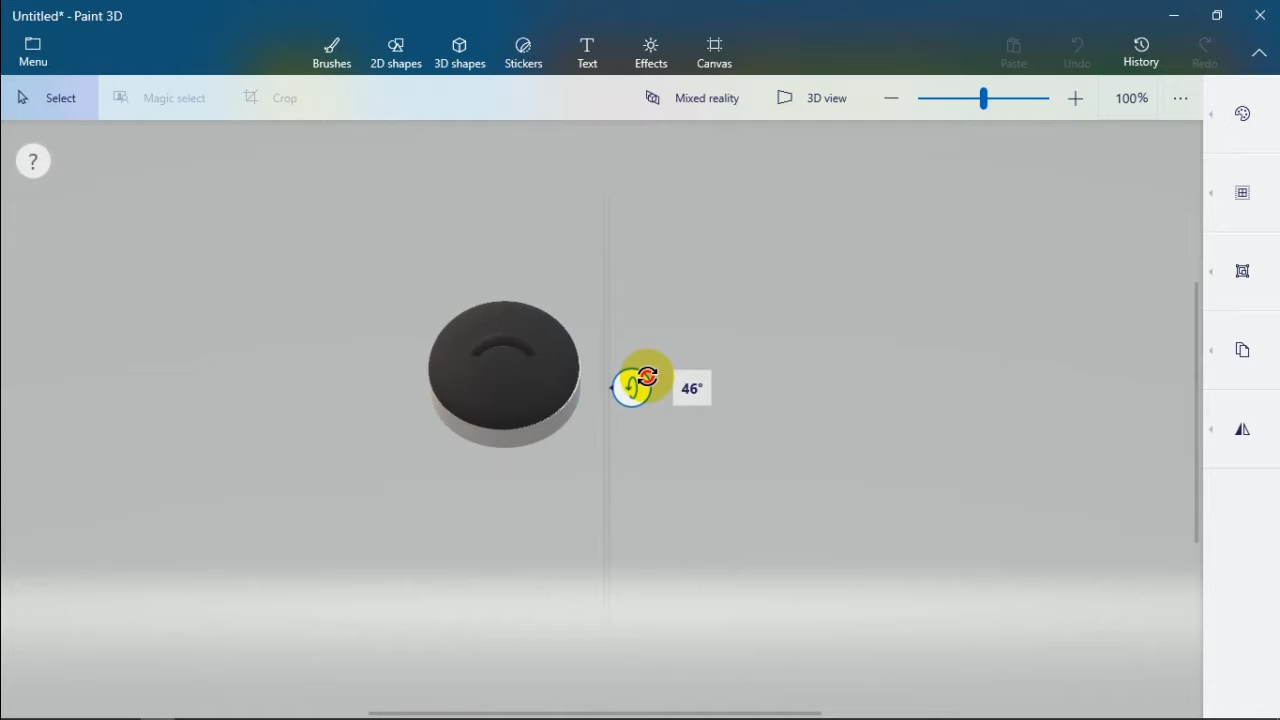 Untitled* - Paint 3D
Menu
Brushes
2D shapes
3D shapes
Stickers
Text
Effects
Canvas
Paste
Undo
History
Redo
Select
Magic select
Crop
Mixed reality
3D view
100%
?
46°